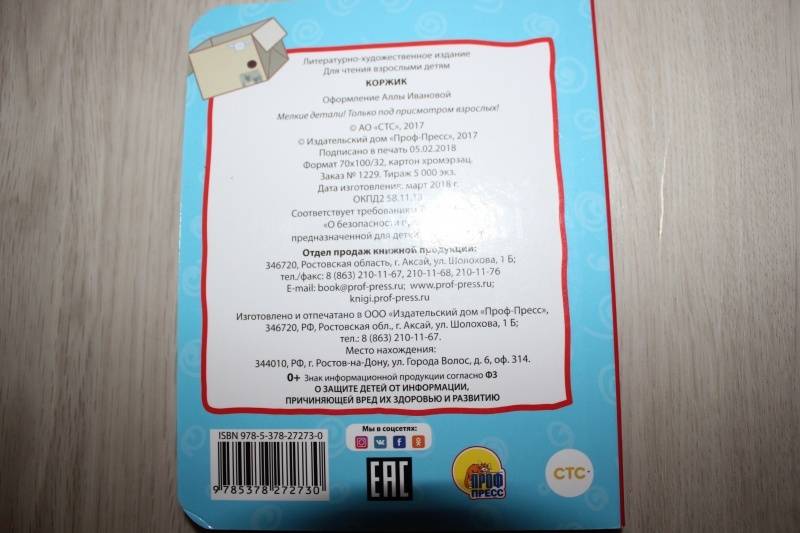 Литературно-художественное издание
Для чтения взрослыми детям
КОРЖИК
Оформление Аллы Ивановой
Мелкие детали! Только под присмотром взрослых!
© АО «СТС», 2017
© Издательский дом «Проф-Пресс», 2017
Подписано в печать 05.02.2018
Формат 70х100/32, картон хромэрзац.
Заказ № 1229. Тираж 5 000 экз.
Дата изготовления: март 2018 г.
ОКПД2 58.11.13
Соответствует требованиям
«О безопасности
предназначенной для
Отдел продаж книжной продукции:
346720, Ростовская область, г. Аксай, ул. Шолохова, 1 Б;
тел./факс: 8 (863) 210-11-67, 210-11-68, 210-11-76
E-mail: book@prof-press.ru; www.prof-press.ru;
knigi.prof-press.ru
Изготовлено и отпечатано в ООО «Издательский дом «Проф-Пресс»,
346720, РФ, Ростовская обл., г. Аксай, ул. Шолохова, 1 Б;
тел.: 8 (863) 210-11-67.
Место нахождения:
344010, РФ, г. Ростов-на-Дону, ул. Города Волос, д. 6, оф. 314.
0+ Знак информационной продукции согласно ФЗ
О ЗАЩИТЕ ДЕТЕЙ ОТ ИНФОРМАЦИИ,
ПРИЧИНЯЮЩЕЙ ВРЕД ИХ ЗДОРОВЬЮ И РАЗВИТИЮ
ISBN 978-5-378-27273-0
9 785378 272730
Мы в соцсетях:
ЕАС
ПРОФ
ПРЕСС
СТС